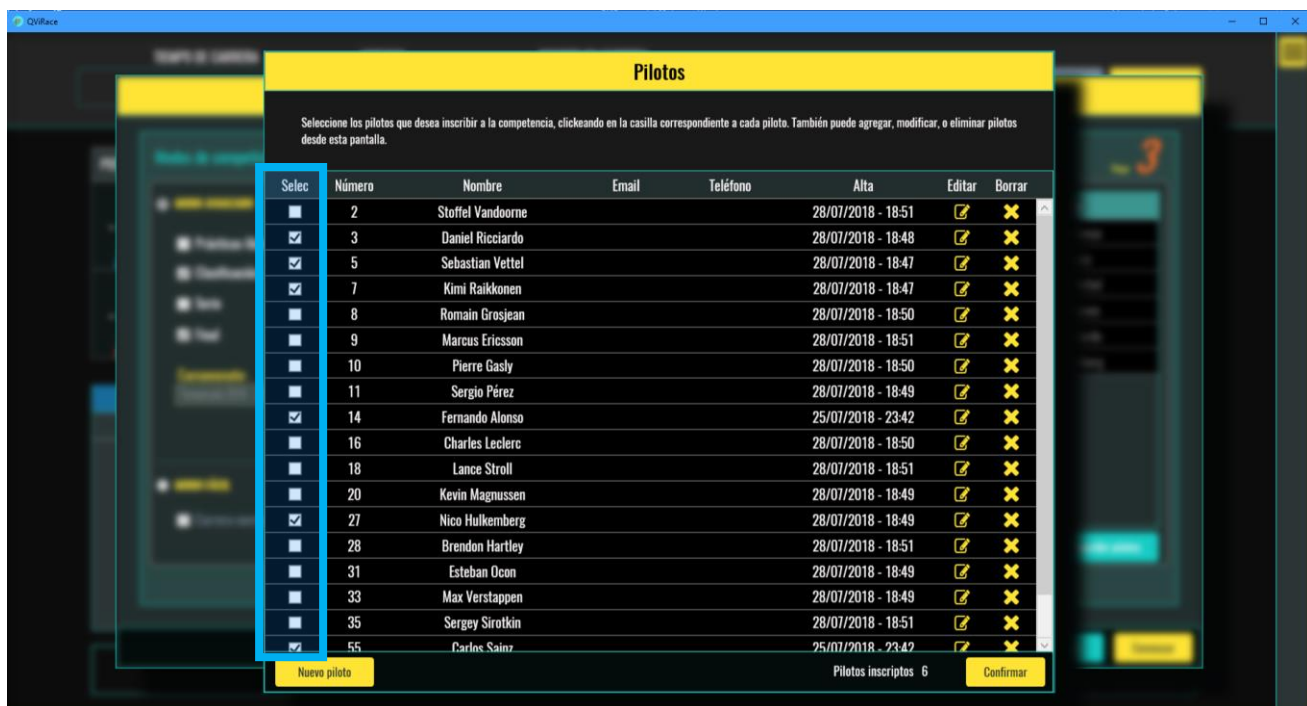 QViRace
TIEMPO DE CARRERA
Pilotos
Seleccione los pilotos que desea inscribir a la competencia, clickeando en la casilla correspondiente a cada piloto. También puede agregar, modificar, o eliminar pilotos
desde esta pantalla.
3
Selec Número Nombre Email Teléfono Alta Editar Borrar
2 Stoffel Vandoorne 28/07/2018 - 18:51
3 Daniel Ricciardo 28/07/2018 - 18:48
5 Sebastian Vettel 28/07/2018 - 18:47
7 Kimi Raikkonen 28/07/2018 - 18:47
8 Romain Grosjean 28/07/2018 - 18:50
9 Marcus Ericsson 28/07/2018 - 18:51
10 Pierre Gasly 28/07/2018 - 18:50
11 Sergio Pérez 28/07/2018 - 18:49
14 Fernando Alonso 25/07/2018 - 23:42
16 Charles Leclerc 28/07/2018 - 18:50
18 Lance Stroll 28/07/2018 - 18:51
20 Kevin Magnussen 28/07/2018 - 18:49
27 Nico Hulkemberg 28/07/2018 - 18:49
28 Brendon Hartley 28/07/2018 - 18:51
31 Esteban Ocon 28/07/2018 - 18:49
33 Max Verstappen 28/07/2018 - 18:49
35 Sergey Sirotkin 28/07/2018 - 18:51
55 Carlos Sainz 25/07/2018 - 23:42
Nuevo piloto Pilotos inscriptos 6 Confirmar